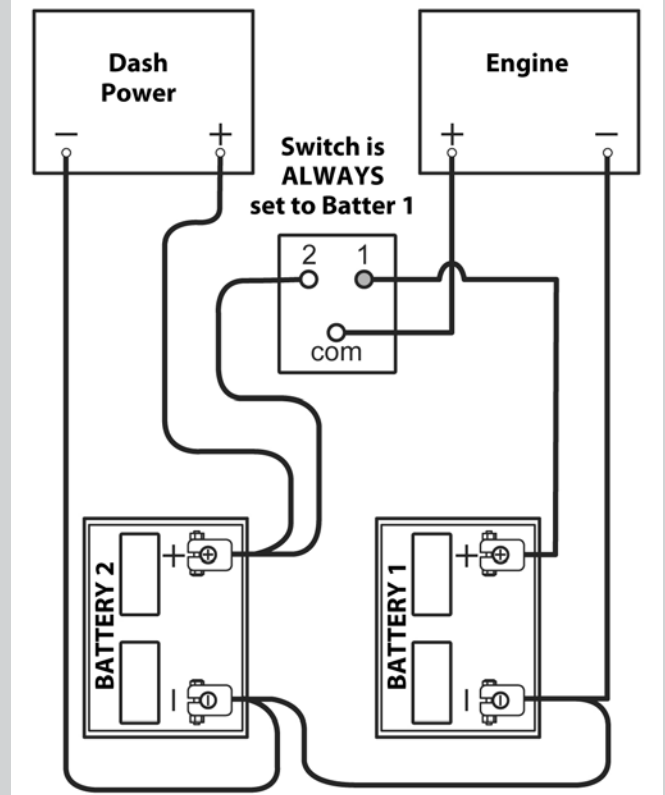 Dash
Power
− +
Engine
+ −
Switch is
ALWAYS
set to Batter 1
2 1
com
BATTERY 2
+
−
BATTERY 1
+
−